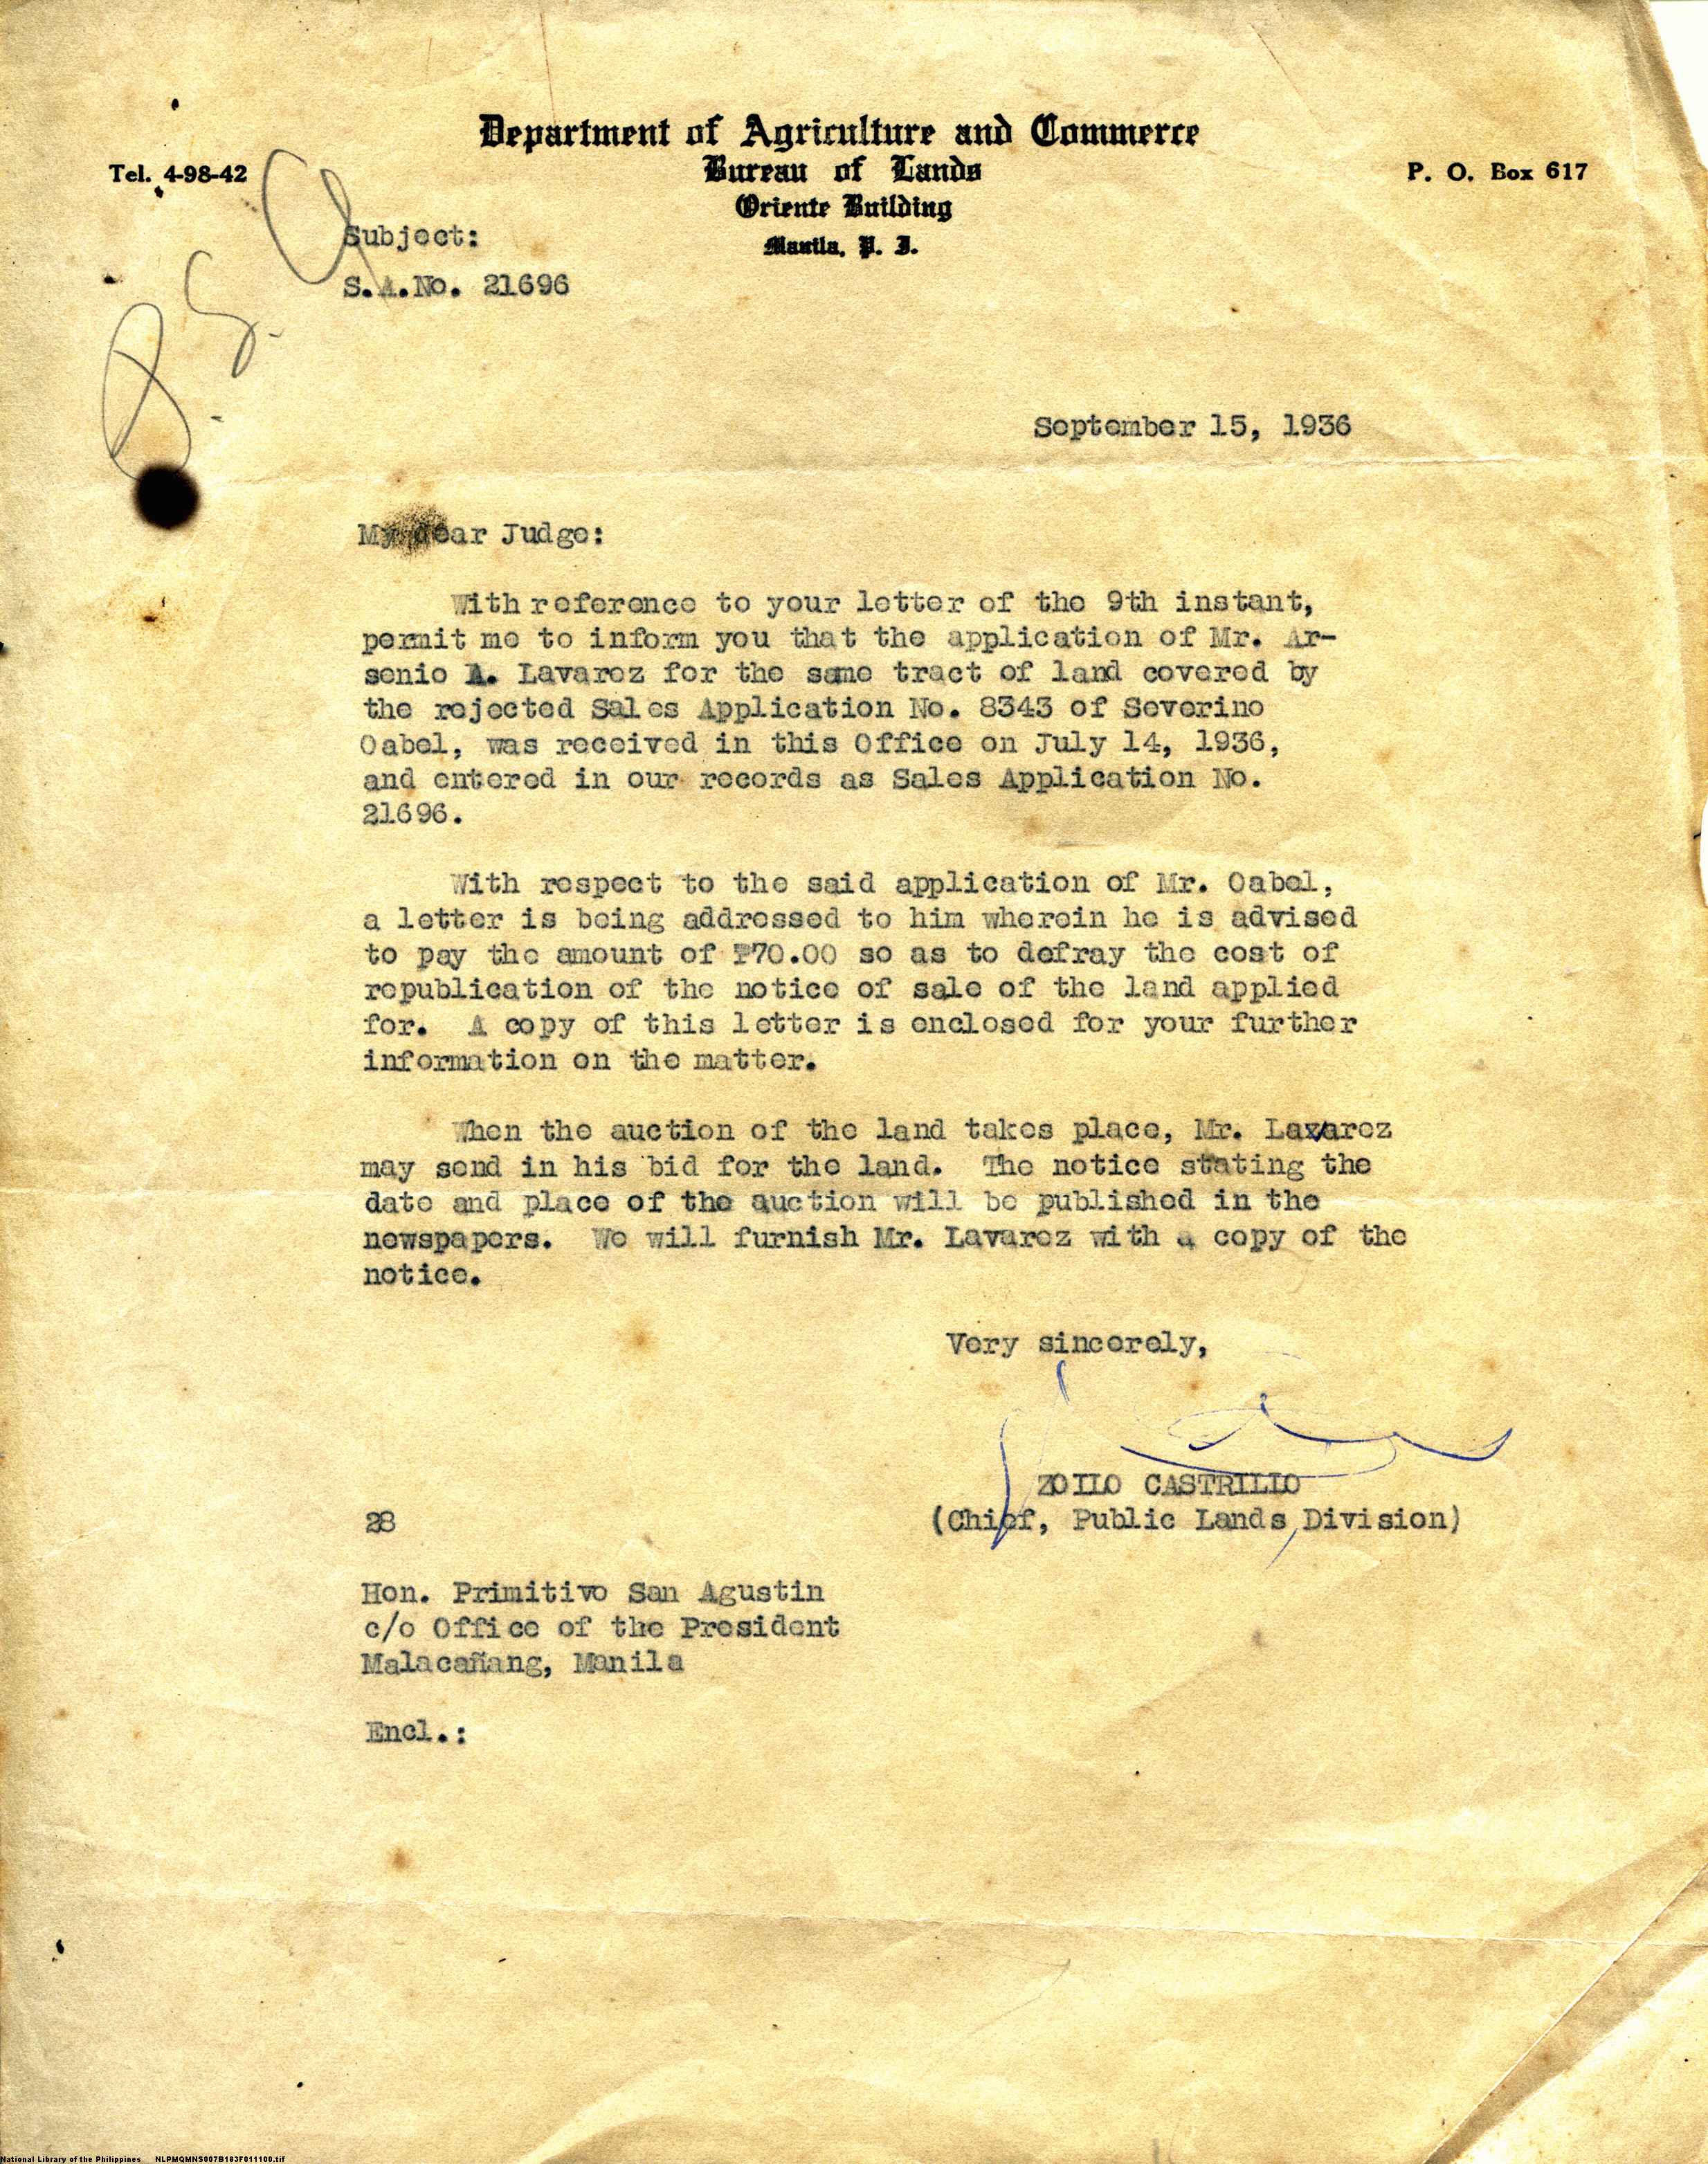 Department of Agriculture and Commerce
Bureau of Lands
Oriente Building
Manila, P. I.
Tel. 4-98-42
P. O. Box 617
Subject:
S.A.No. 21696
September 15, 1936
My dear Judge:
With reference to your letter of the 9th instant,
permit me to inform you that the application of Mr. Ar-
senio A. Lavarez for the same tract of land covered by
the rejected Sales Application No. 8343 of Severino
Oabel, was received in this Office on July 14, 1936,
and entered in our records as Sales Application No.
21696.
With respect to the said application of Mr. Oabel,
a letter is being addressed to him wherein he is advised
to pay the amount of ₱70.00 so as to defray the cost of
republication of the notice of sale of the land applied
for. A copy of this letter is enclosed for your further
information on the matter.
When the auction of the land takes place, Mr. Lavarez
may send in his bid for the land. The notice stating the
date and place of the auction will be published in the
newspapers. We will furnish Mr. Lavarez with a copy of the
notice.
Very sincerely,
ZOILO CASTRILLO
(Chief, Public Lands Division)
28
Hon. Primitivo San Agustin
c/o Office of the President
Malacañang, Manila
Encl.:
National Library of the Philippines NLPMQMNS007B183F011100.tif